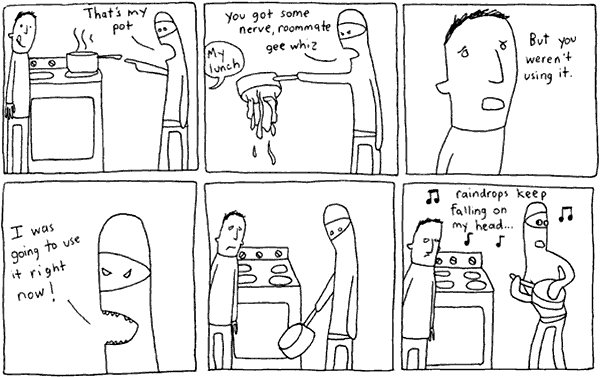 That's my
pot
You got some
nerve, roommate
gee whiz
My
lunch
But you
weren't
using it.
I was
going to use
it right
now!
raindrops keep
falling on
my head...